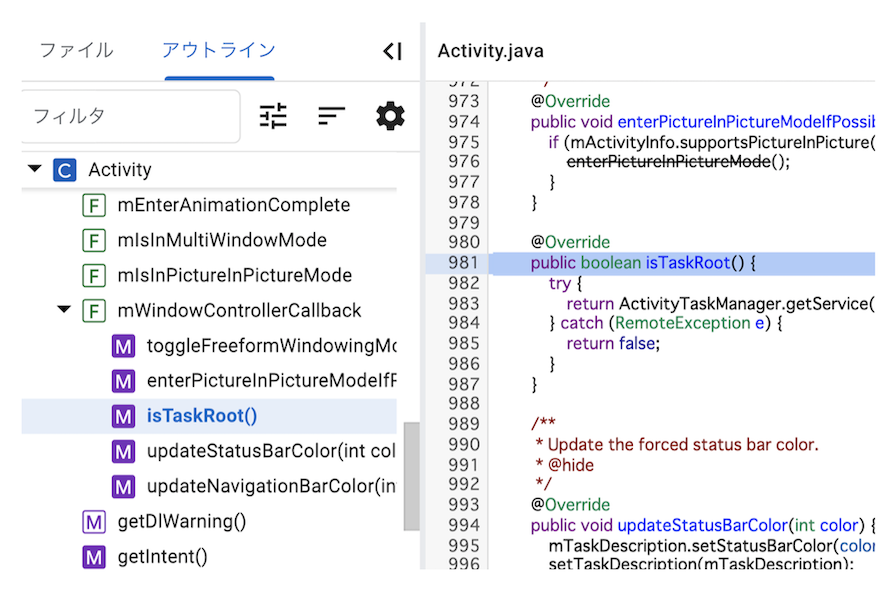 ファイル
アウトライン
フィルタ
C Activity
F mEnterAnimationComplete
F mIsInMultiWindowMode
F mIsInPictureInPictureMode
F mWindowControllerCallback
M toggleFreeformWindowingMo
M enterPictureInPictureModeIfP
M isTaskRoot()
M updateStatusBarColor(int col
M updateNavigationBarColor(in
M getDlWarning()
M getIntent()
Activity.java
972 */
973 @Override
974 public void enterPictureInPictureModeIfPossib
975 if (mActivityInfo.supportsPictureInPicture(
976 enterPictureInPictureMode();
977 }
978 }
979
980 @Override
981 public boolean isTaskRoot() {
982 try {
983 return ActivityTaskManager.getService(
984 } catch (RemoteException e) {
985 return false;
986 }
987 }
988
989 /**
990 * Update the forced status bar color.
991 * @hide
992 */
993 @Override
994 public void updateStatusBarColor(int color) {
995 mTaskDescription.setStatusBarColor(color
996 setTaskDescription(mTaskDescription);